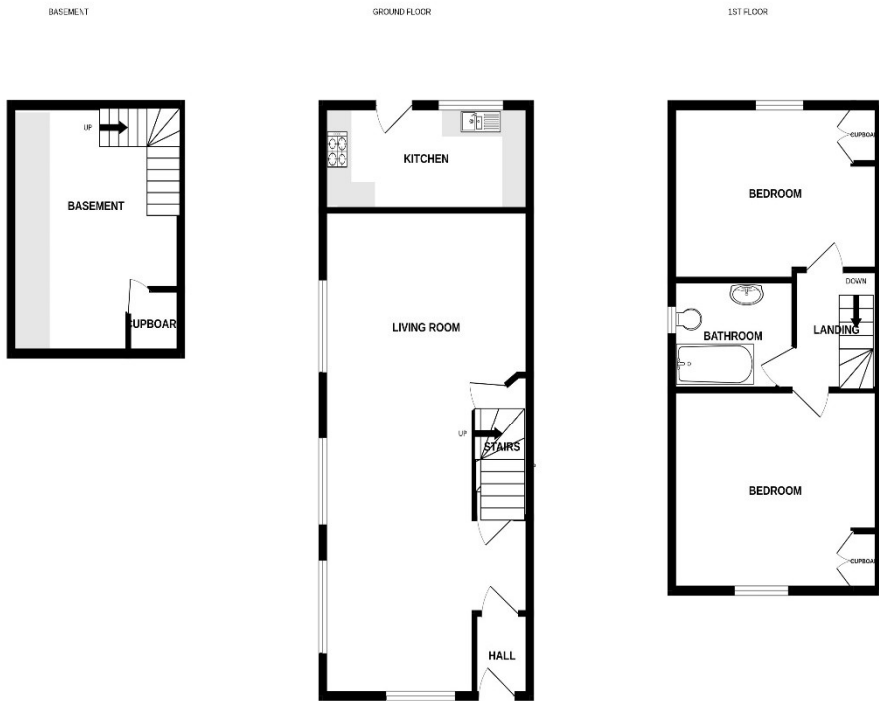 BASEMENT
GROUND FLOOR
1ST FLOOR
UP
BASEMENT
CUPBOAR
KITCHEN
LIVING ROOM
UP
STAIRS
HALL
CUPBOAR
BEDROOM
DOWN
BATHROOM
LANDING
BEDROOM
CUPBOAR